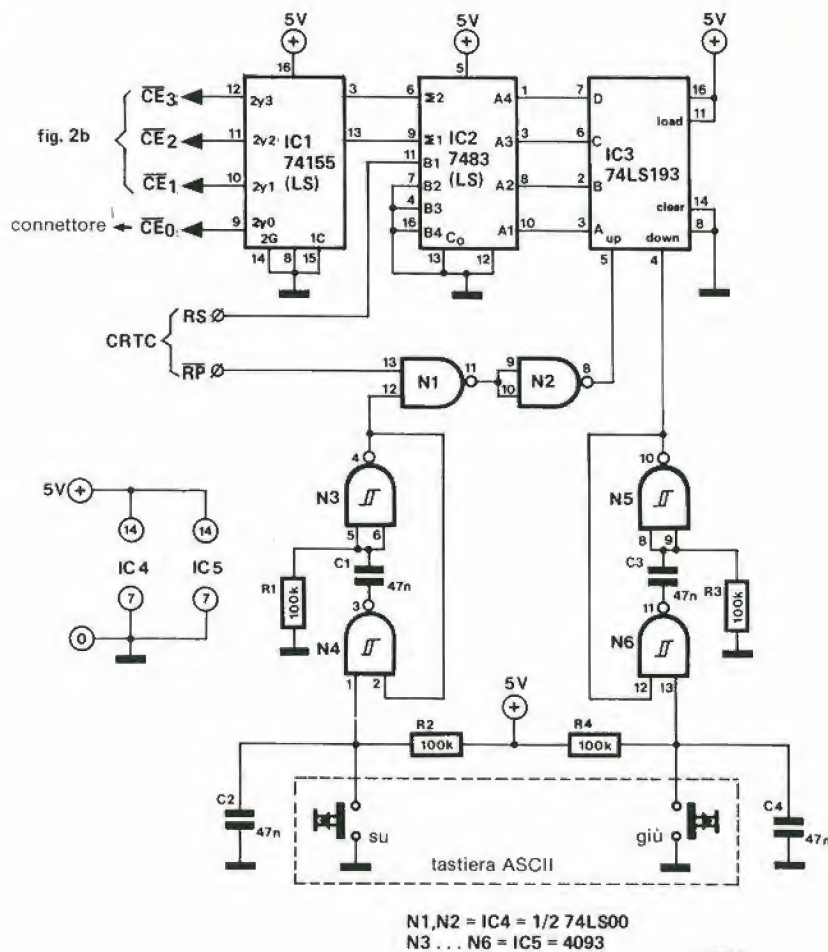 5V
5V
5V
16
5
12
2y3
3
6
Σ2
A4
1
7
D
16
11
load
CE3
fig. 2b
CE2
11
2y2
IC1
74155
(LS)
13
9
Σ1
IC2
7483
(LS)
A3
3
6
C
IC3
74LS193
11
B1
CE1
10
2y1
7
B2
A2
8
2
B
4
B3
clear
14
connettore
CE0
9
2y0
16
B4
A1
10
3
A
8
2G
1C
C0
up
down
14
8
15
13
12
5
4
CRTC
RS
RP
13
12
N1
11
9
10
N2
8
4
10
N3
N5
5V
14
14
5
6
8
9
IC4
IC5
R1
100k
C1
47n
C3
47n
R3
100k
7
7
3
11
0
N4
N6
1
2
12
13
5V
R2
100k
R4
100k
C2
47n
C4
47n
su
giù
tastiera ASCII
N1,N2 = IC4 = 1/2 74LS00
N3 ... N6 = IC5 = 4093